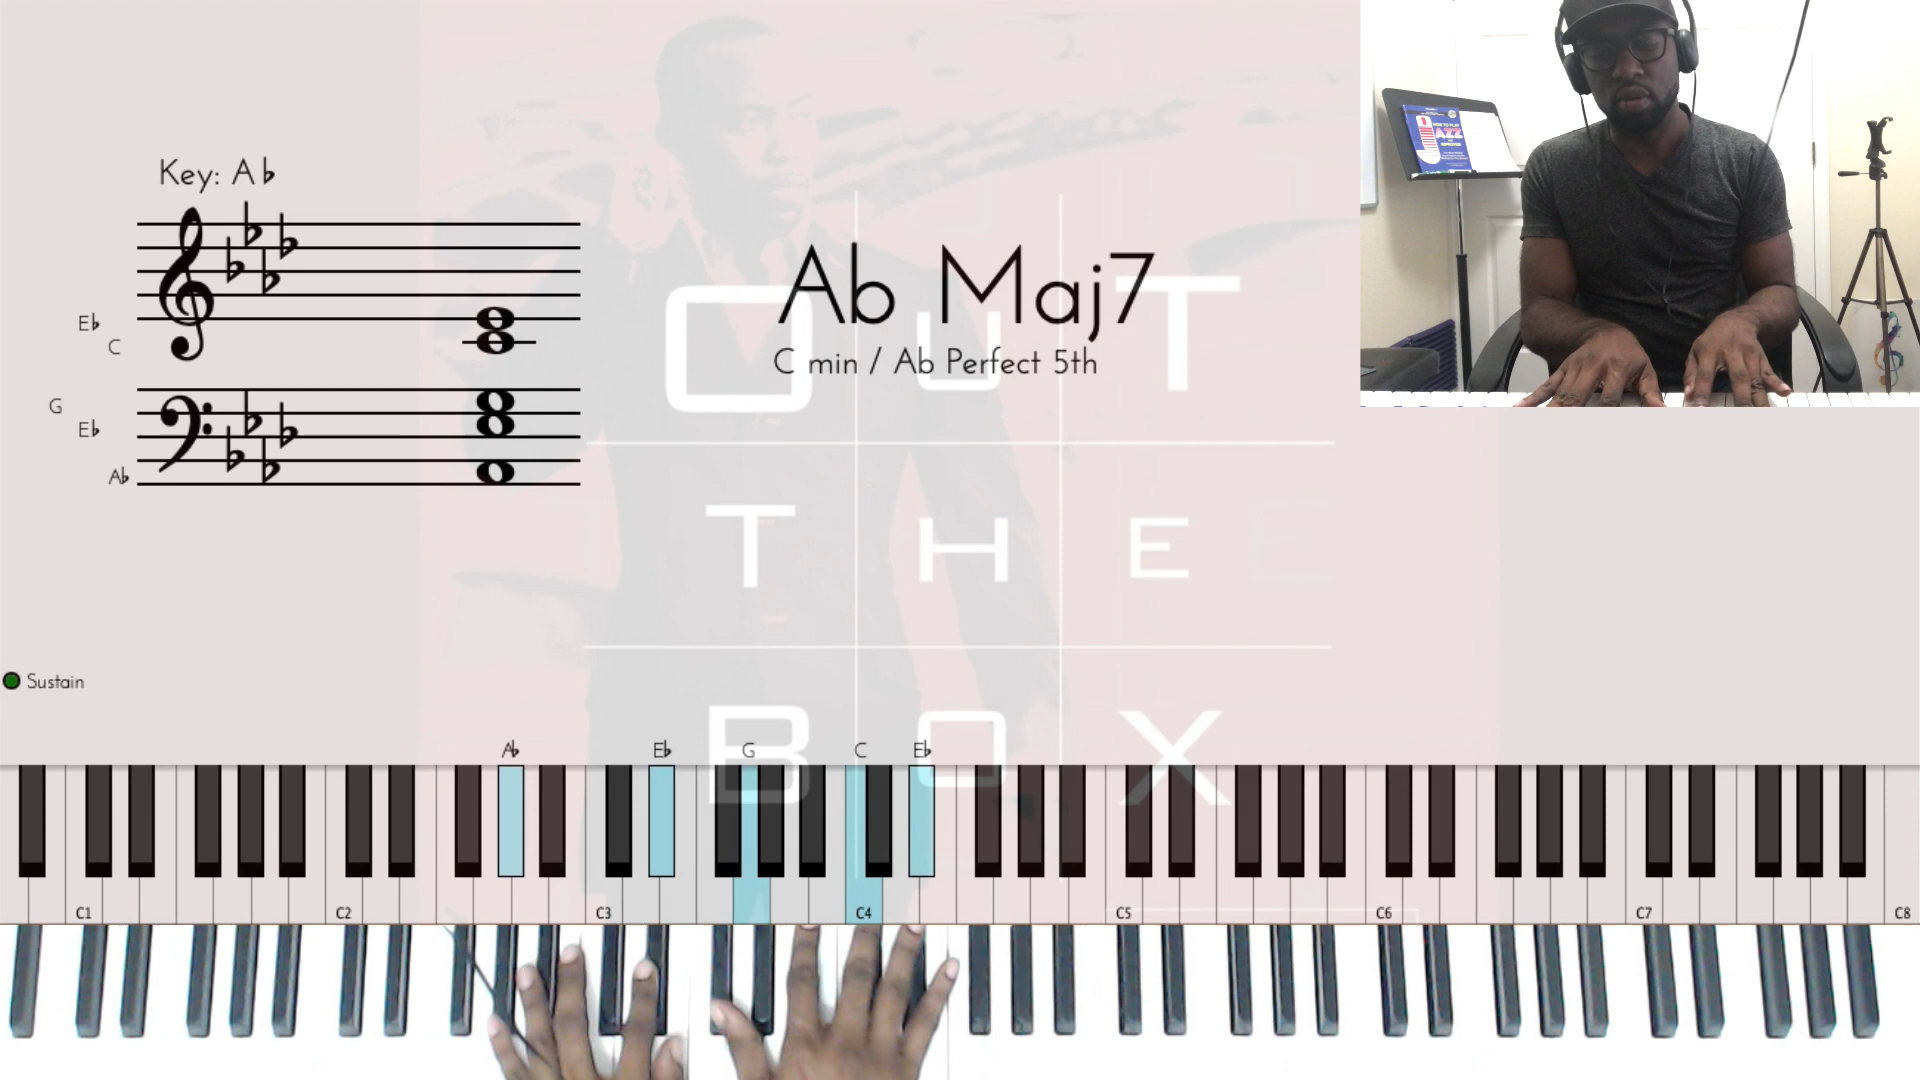 Key: A♭
E♭
C
G
E♭
A♭
Ab Maj7
C min / Ab Perfect 5th
OUT
THE
BOX
Sustain
A♭ E♭ G C E♭
C1 C2 C3 C4 C5 C6 C7 C8
JAZZ